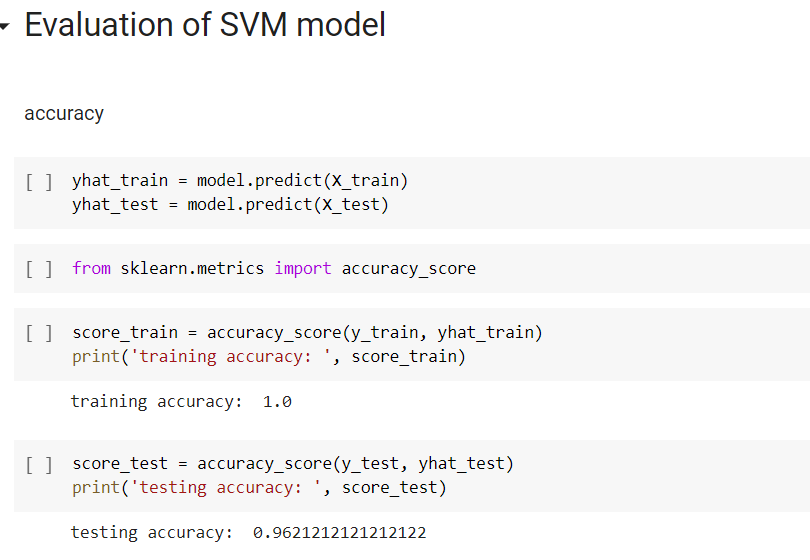 Evaluation of SVM model
accuracy
[ ] yhat_train = model.predict(X_train)
yhat_test = model.predict(X_test)
[ ] from sklearn.metrics import accuracy_score
[ ] score_train = accuracy_score(y_train, yhat_train)
print('training accuracy: ', score_train)
training accuracy:  1.0
[ ] score_test = accuracy_score(y_test, yhat_test)
print('testing accuracy: ', score_test)
testing accuracy:  0.9621212121212122